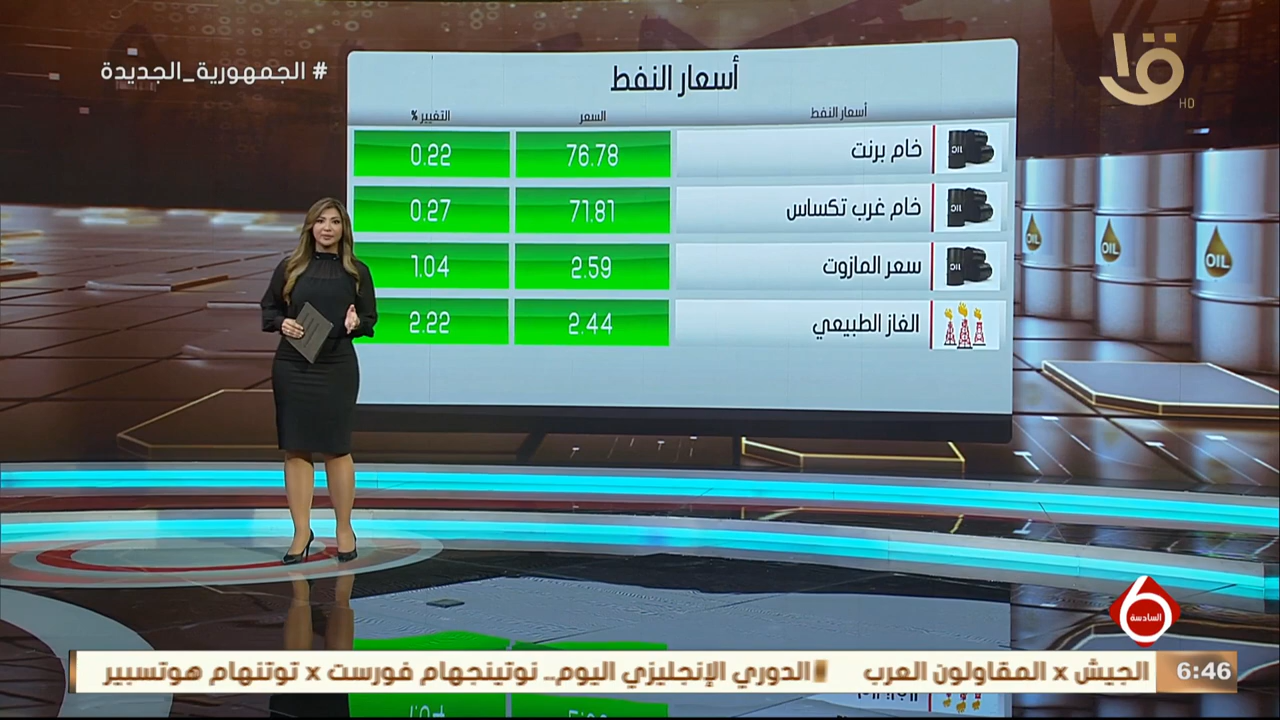 # الجمهورية_الجديدة
HD
أسعار النفط
أسعار النفط السعر التغيير %
خام برنت 76.78 0.22
خام غرب تكساس 71.81 0.27
سعر المازوت 2.59 1.04
الغاز الطبيعي 2.44 2.22
OIL
OIL
OIL
6
السادسة
6:46 الجيش x المقاولون العرب الدوري الإنجليزي اليوم.. نوتينجهام فورست x توتنهام هوتسبير